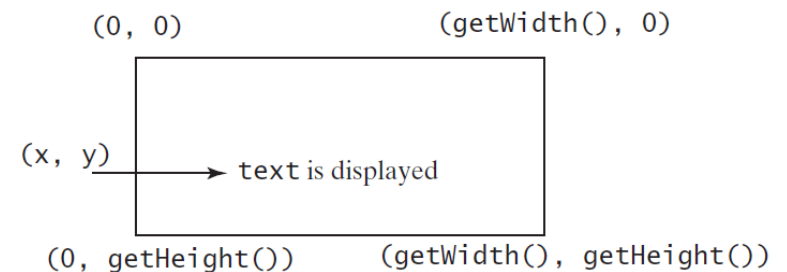 (0, 0)
(getWidth(), 0)
(x, y)
text is displayed
(0, getHeight())
(getWidth(), getHeight())